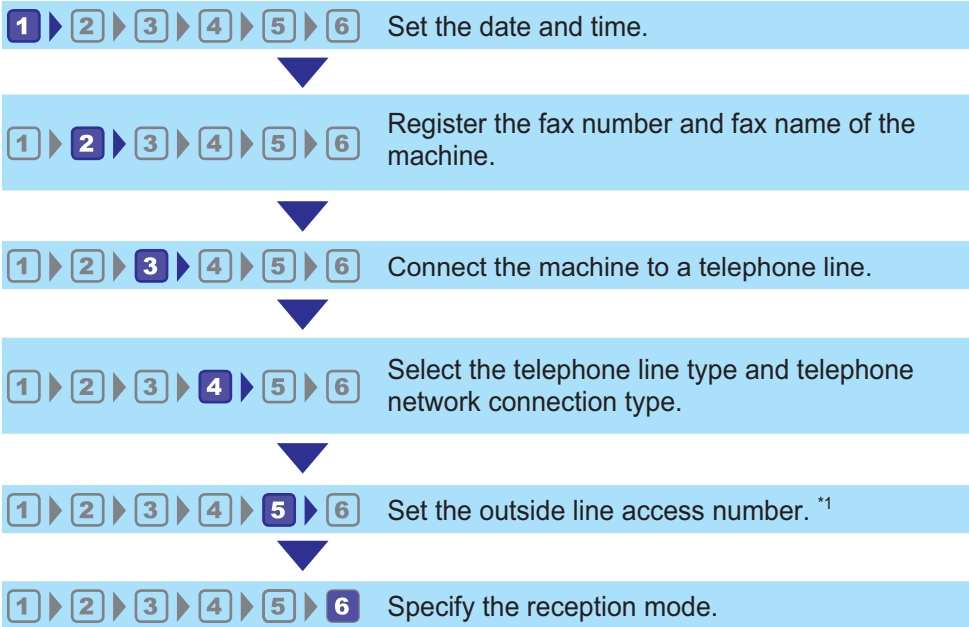 1 2 3 4 5 6 Set the date and time.
1 2 3 4 5 6 Register the fax number and fax name of the
machine.
1 2 3 4 5 6 Connect the machine to a telephone line.
1 2 3 4 5 6 Select the telephone line type and telephone
network connection type.
1 2 3 4 5 6 Set the outside line access number. *1
1 2 3 4 5 6 Specify the reception mode.